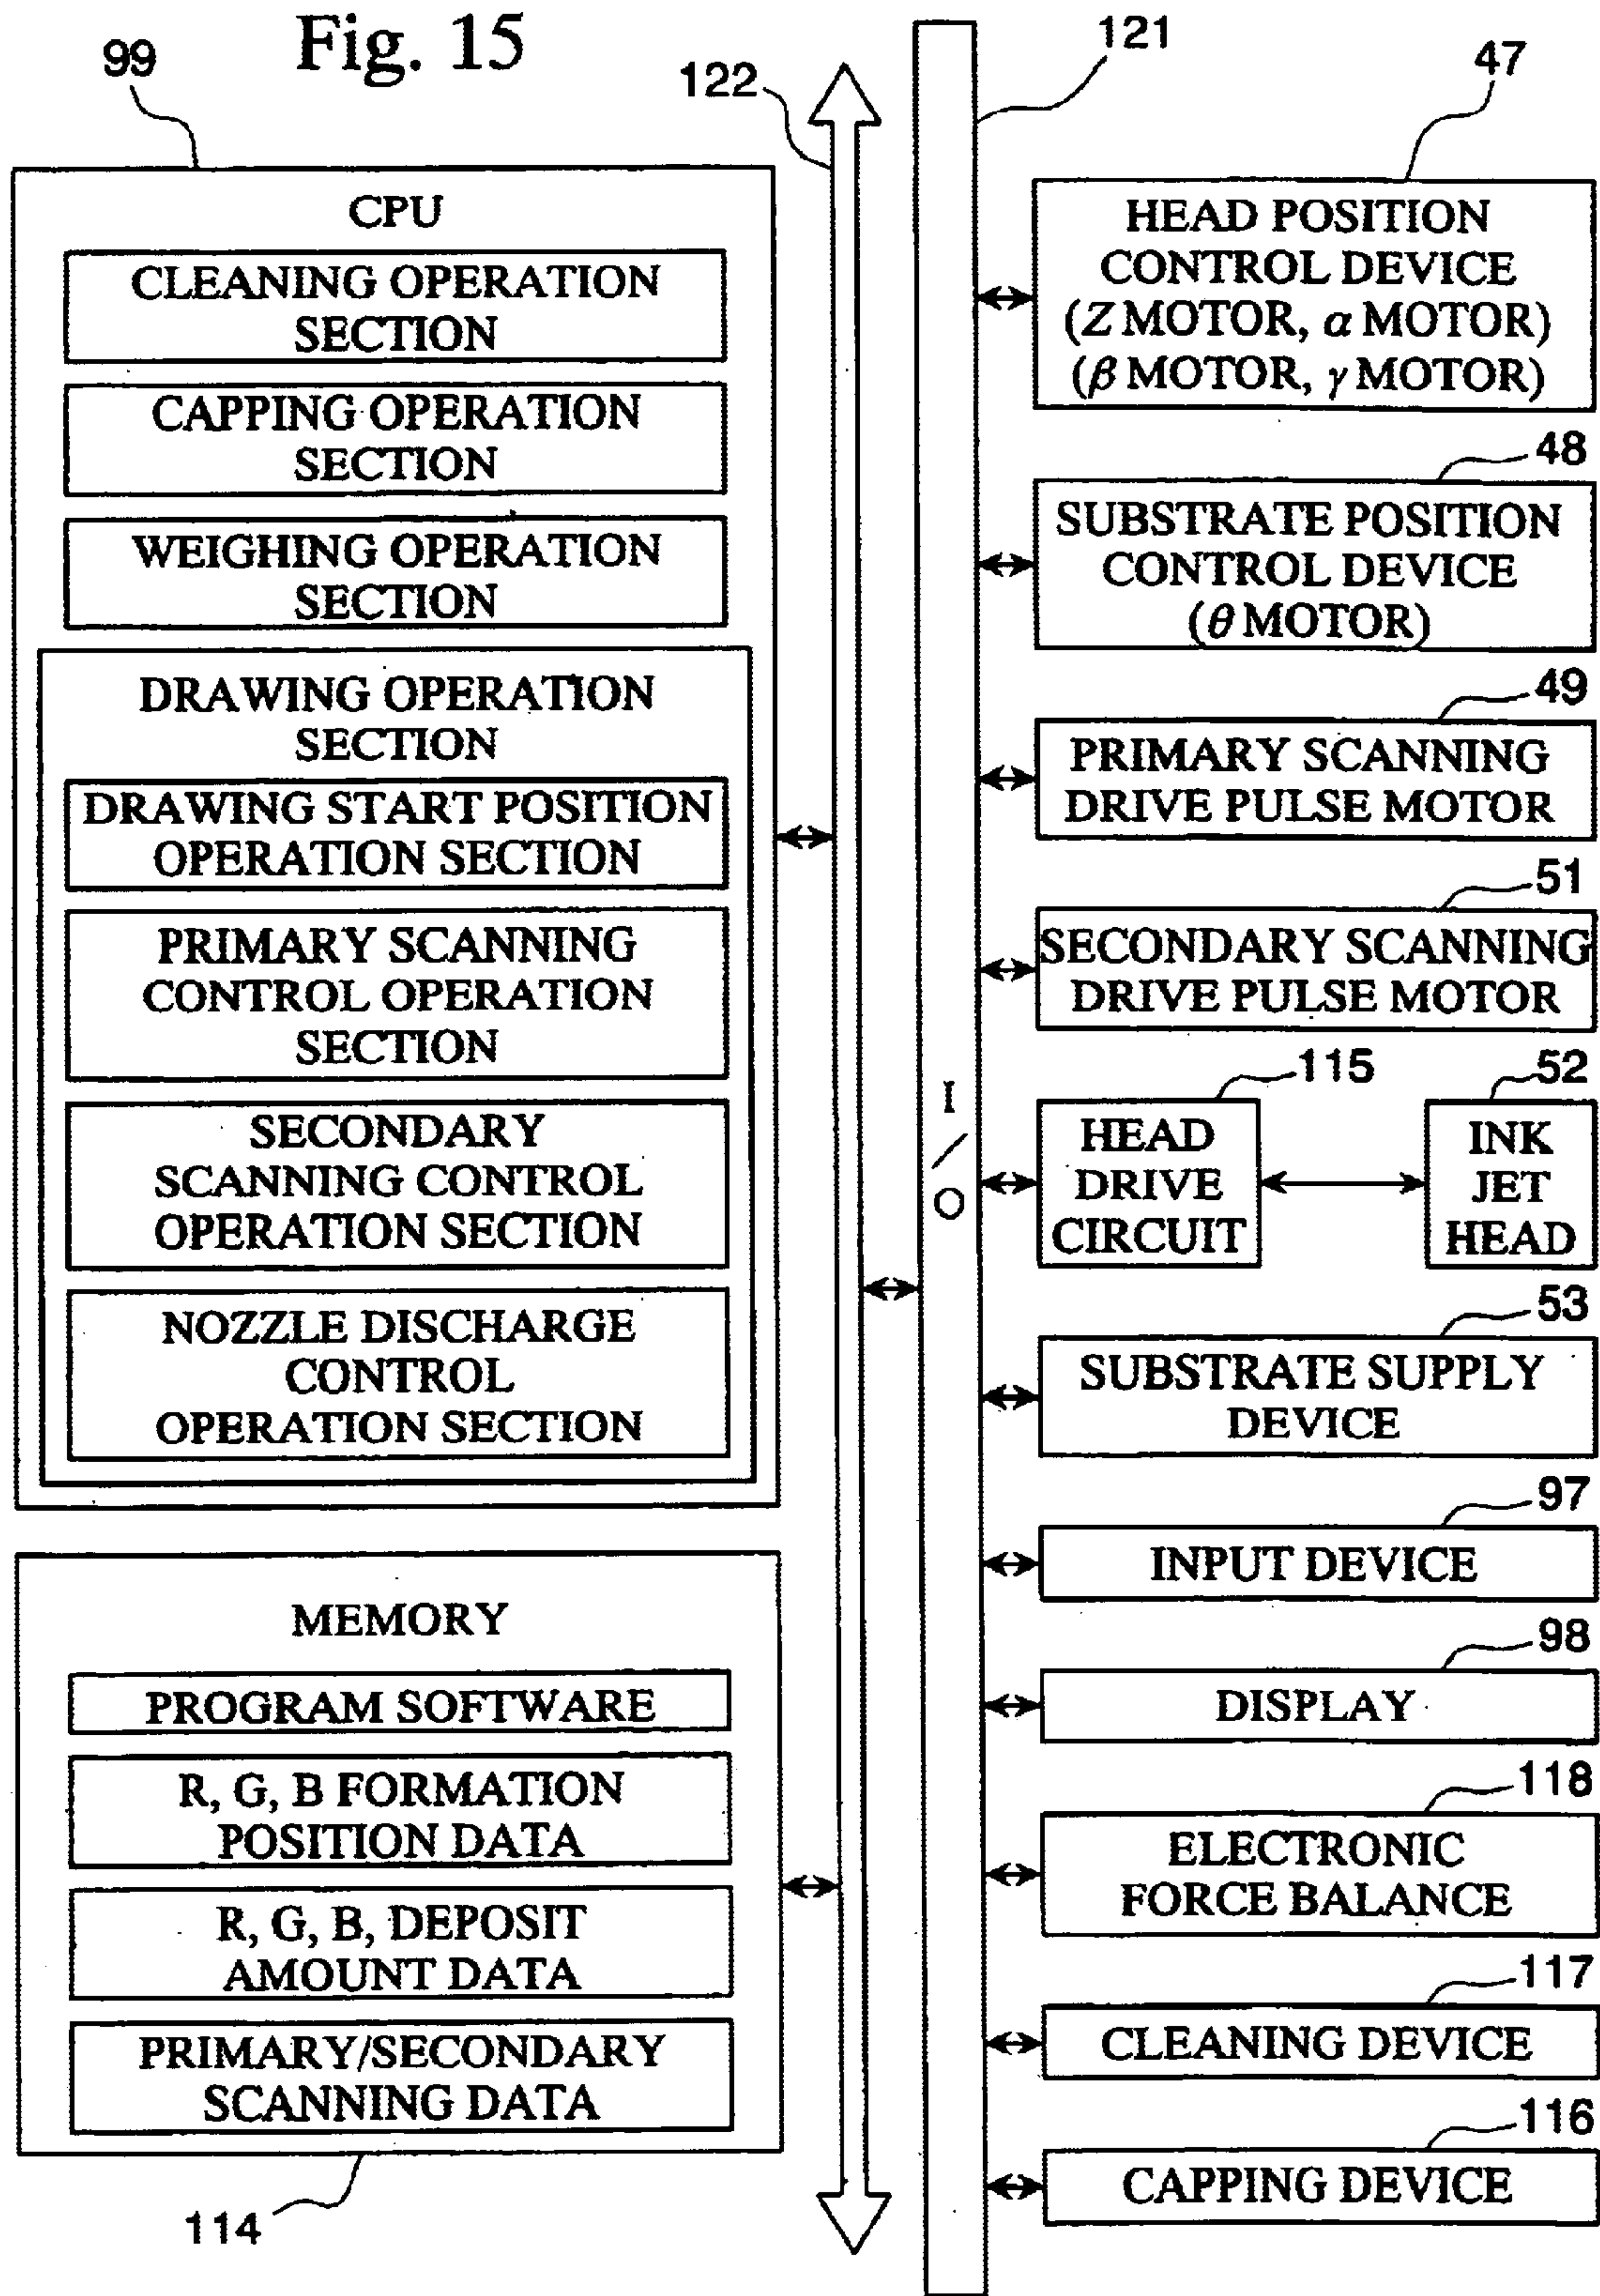 Fig. 15
99
122
121
47
CPU
CLEANING OPERATION
SECTION
CAPPING OPERATION
SECTION
WEIGHING OPERATION
SECTION
DRAWING OPERATION
SECTION
DRAWING START POSITION
OPERATION SECTION
PRIMARY SCANNING
CONTROL OPERATION
SECTION
SECONDARY
SCANNING CONTROL
OPERATION SECTION
NOZZLE DISCHARGE
CONTROL
OPERATION SECTION
MEMORY
PROGRAM SOFTWARE
R, G, B FORMATION
POSITION DATA
R, G, B, DEPOSIT
AMOUNT DATA
PRIMARY/SECONDARY
SCANNING DATA
114
I/O
HEAD POSITION
CONTROL DEVICE
(Z MOTOR, α MOTOR)
(β MOTOR, γ MOTOR)
48
SUBSTRATE POSITION
CONTROL DEVICE
(θ MOTOR)
49
PRIMARY SCANNING
DRIVE PULSE MOTOR
51
SECONDARY SCANNING
DRIVE PULSE MOTOR
115
HEAD
DRIVE
CIRCUIT
52
INK
JET
HEAD
53
SUBSTRATE SUPPLY
DEVICE
97
INPUT DEVICE
98
DISPLAY
118
ELECTRONIC
FORCE BALANCE
117
CLEANING DEVICE
116
CAPPING DEVICE